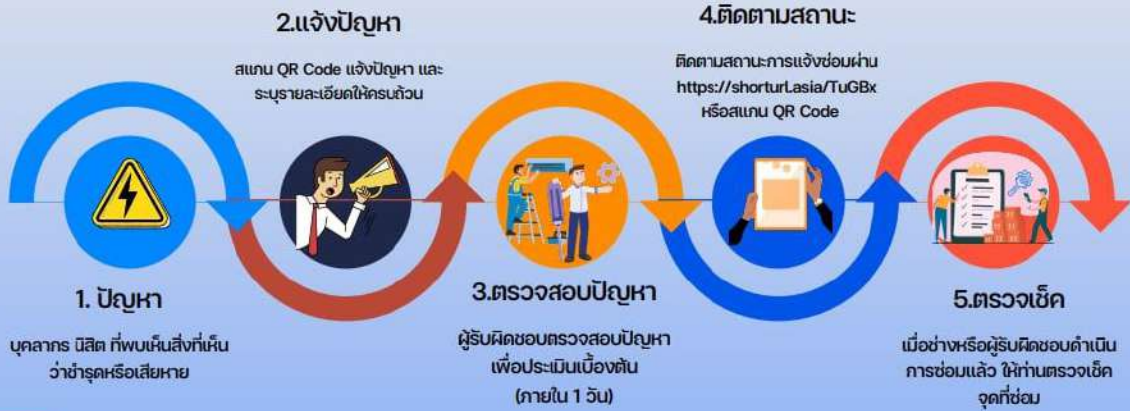 1. ปัญหา
บุคลากร นิสิต ที่พบเห็นสิ่งที่เห็น
ว่าชำรุดหรือเสียหาย
2.แจ้งปัญหา
สแกน QR Code แจ้งปัญหา และ
ระบุรายละเอียดให้ครบถ้วน
3.ตรวจสอบปัญหา
ผู้รับผิดชอบตรวจสอบปัญหา
เพื่อประเมินเบื้องต้น
(ภายใน 1 วัน)
4.ติดตามสถานะ
ติดตามสถานะการแจ้งซ่อมผ่าน
https://shorturl.asia/TuGBx
หรือสแกน QR Code
5.ตรวจเช็ค
เมื่อช่างหรือผู้รับผิดชอบดำเนิน
การซ่อมแล้ว ให้ท่านตรวจเช็ค
จุดที่ซ่อม